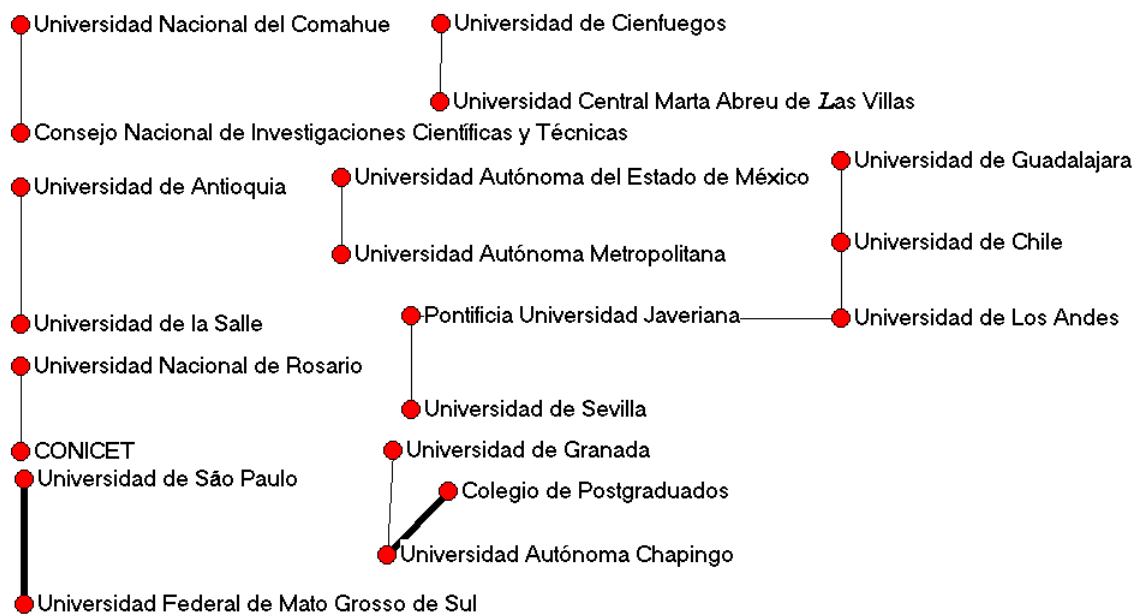 Universidad Nacional del Comahue
Universidad de Cienfuegos
Universidad Central Marta Abreu de Las Villas
Consejo Nacional de Investigaciones Científicas y Técnicas
Universidad de Guadalajara
Universidad de Antioquia
Universidad Autónoma del Estado de México
Universidad de Chile
Universidad Autónoma Metropolitana
Universidad de la Salle
Pontificia Universidad Javeriana
Universidad de Los Andes
Universidad Nacional de Rosario
Universidad de Sevilla
CONICET
Universidad de Granada
Universidad de São Paulo
Colegio de Postgraduados
Universidad Autónoma Chapingo
Universidad Federal de Mato Grosso de Sul